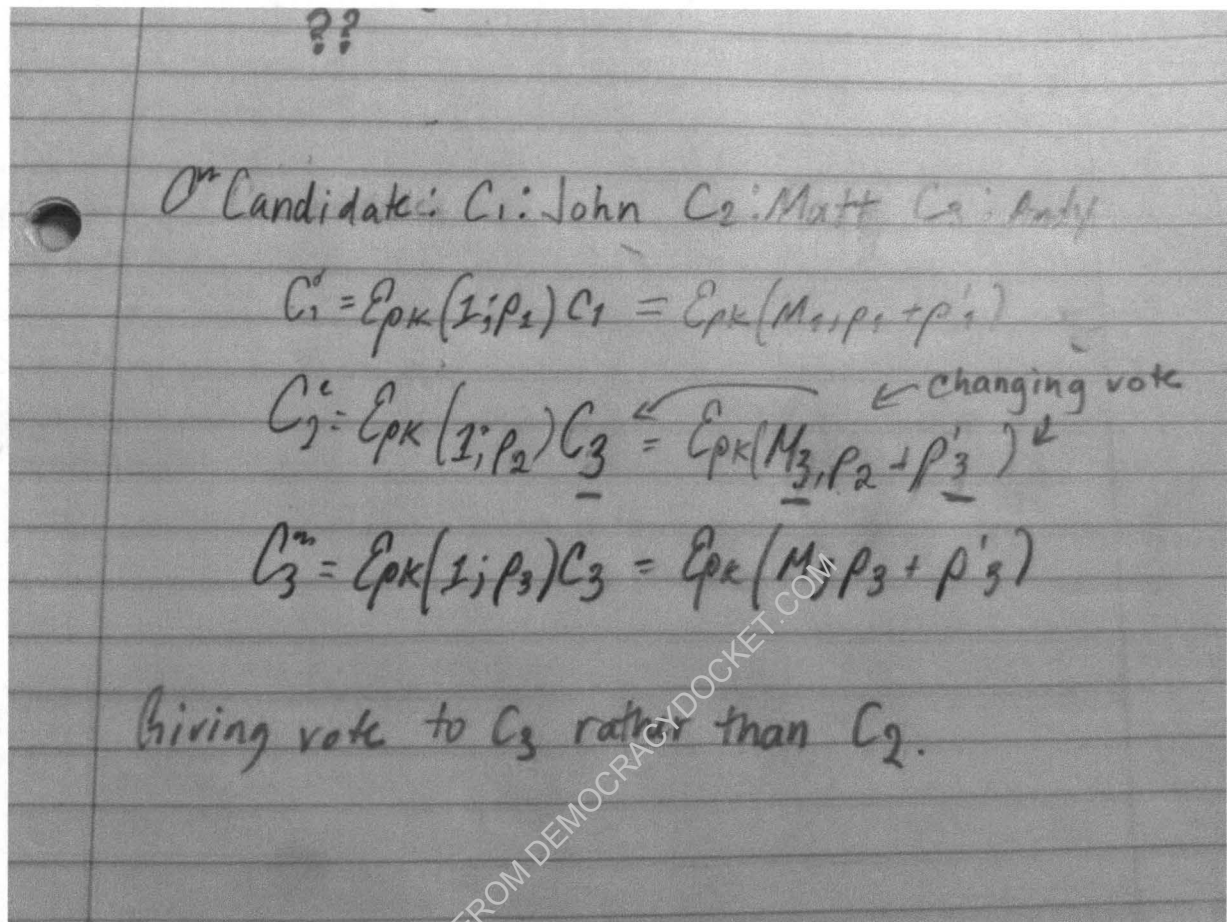 ??
Candidate: C₁: John C₂: Matt C₃: Andy
C₁ = Epk(1; ρ₁) C₁ = Epk(M₁, ρ₁ + ρ'₁)
← Changing vote
C₂ = Epk(1; ρ₂) C₃ = Epk(M₃, ρ₂ + ρ'₃)
C₃ = Epk(1; ρ₃) C₃ = Epk(M; ρ₃ + ρ'₃)
Giving vote to C₃ rather than C₂.
FROM DEMOCRACYDOCKET.COM